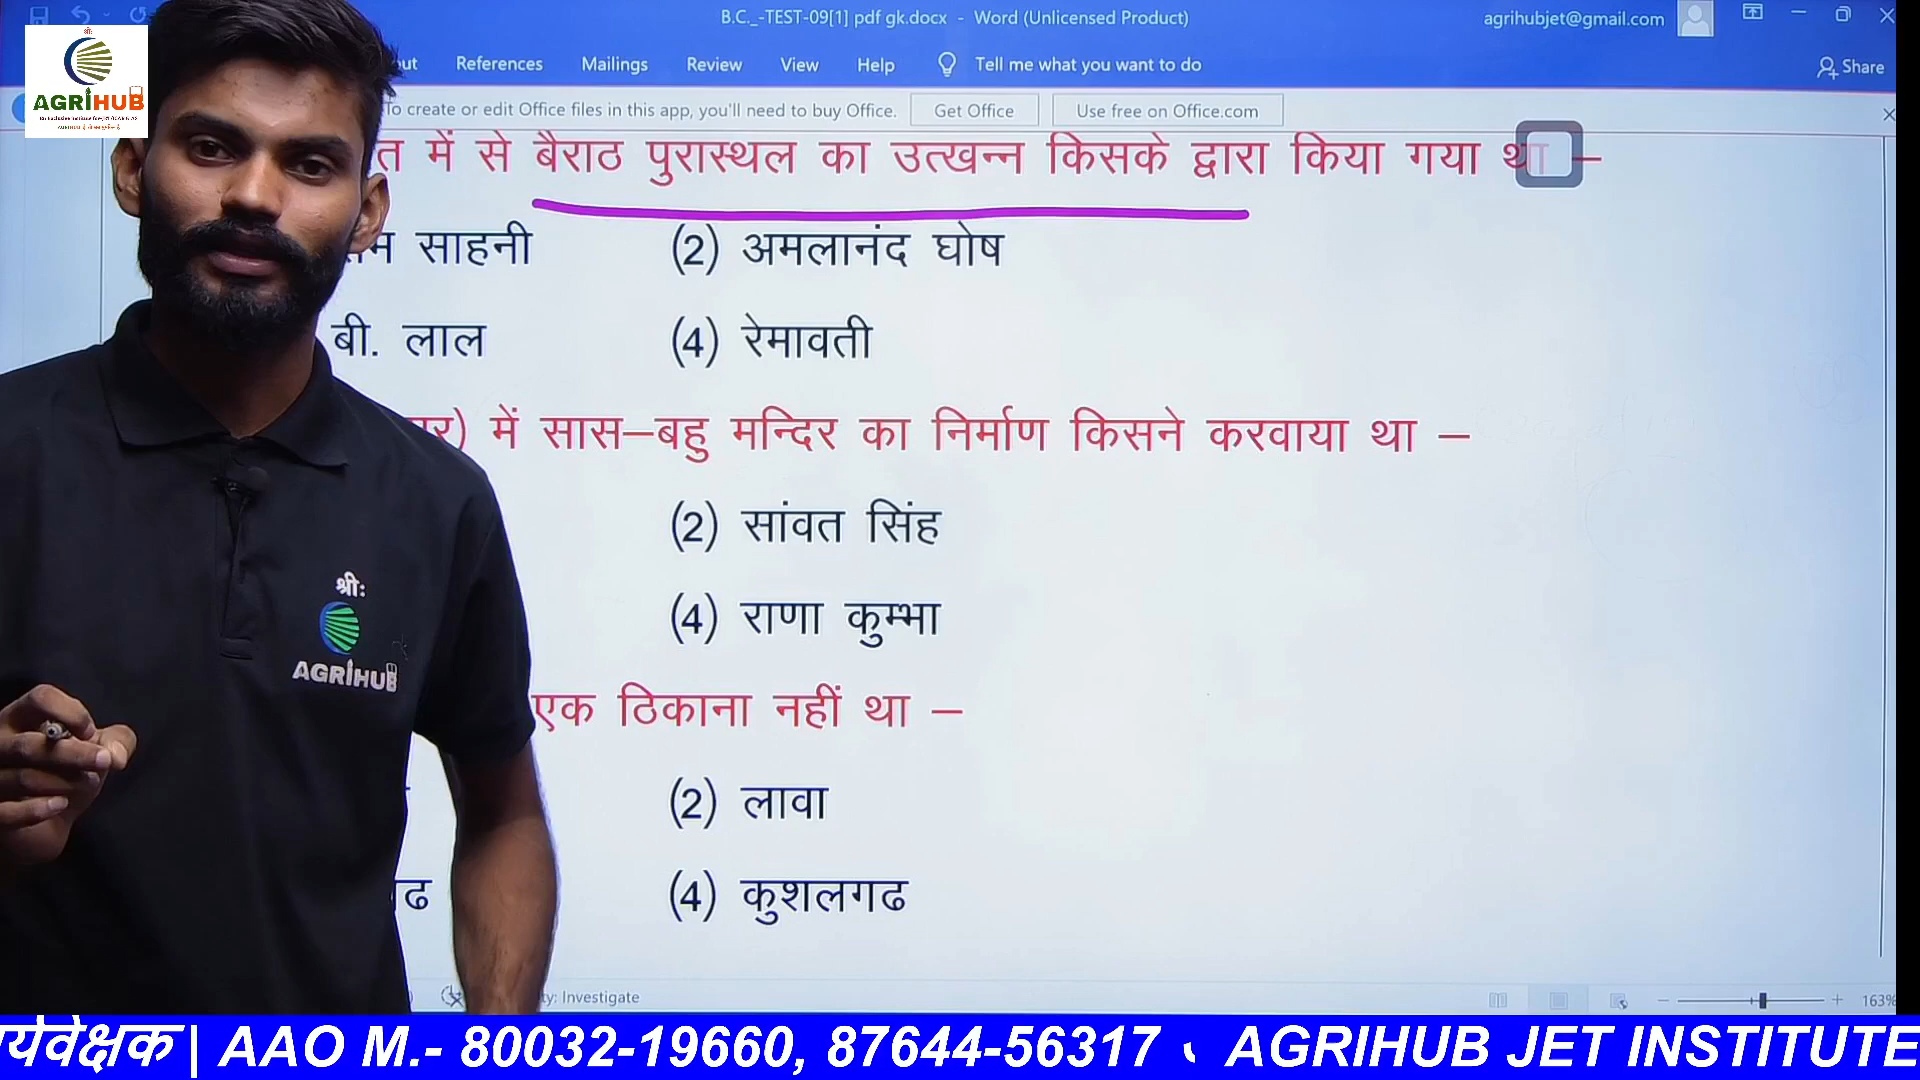 B.C._-TEST-09[1] pdf gk.docx - Word (Unlicensed Product)
agrihubjet@gmail.com
References Mailings Review View Help Tell me what you want to do
Share
श्रीः
AGRIHUB
To create or edit Office files in this app, you'll need to buy Office.
Get Office
Use free on Office.com
में से बैराठ पुरास्थल का उत्खन्न किसके द्वारा किया गया था –
साहनी
(2) अमलानंद घोष
बी. लाल
(4) रेमावती
में सास–बहु मन्दिर का निर्माण किसने करवाया था –
(2) सांवत सिंह
(4) राणा कुम्भा
एक ठिकाना नहीं था –
(2) लावा
(4) कुशलगढ
श्रीः
AGRIHUB
Investigate
163%
| AAO M.- 80032-19660, 87644-56317
AGRIHUB JET INSTITUTE